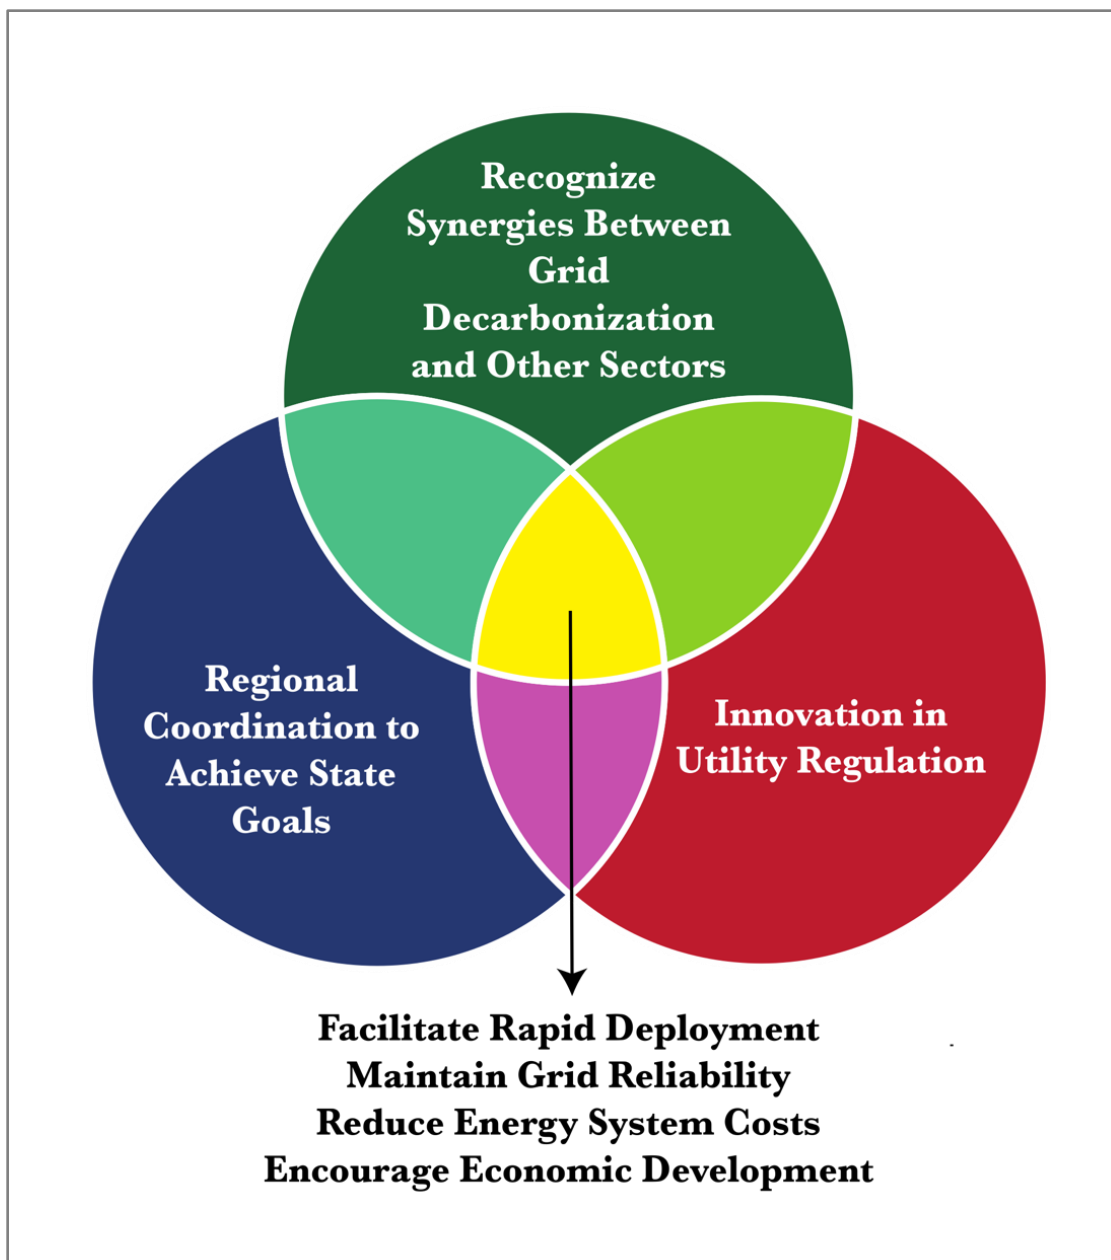 Recognize
Synergies Between
Grid
Decarbonization
and Other Sectors
Regional
Coordination to
Achieve State
Goals
Innovation in
Utility Regulation
Facilitate Rapid Deployment
Maintain Grid Reliability
Reduce Energy System Costs
Encourage Economic Development